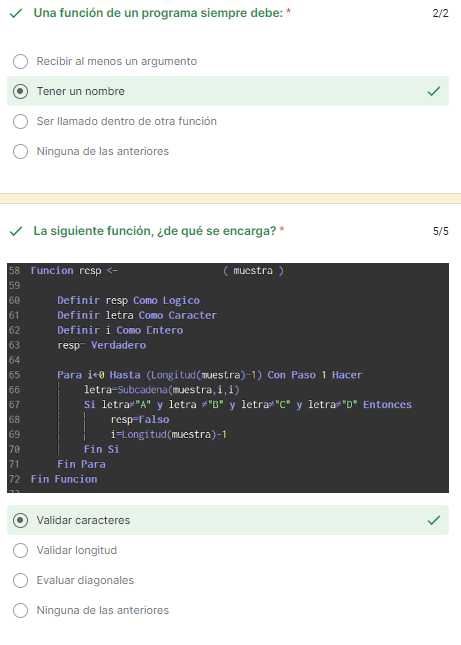 ✓ Una función de un programa siempre debe: * 2/2
Recibir al menos un argumento
Tener un nombre ✓
Ser llamado dentro de otra función
Ninguna de las anteriores
✓ La siguiente función, ¿de qué se encarga? * 5/5
58 Funcion resp <- ( muestra )
59
60 Definir resp Como Logico
61 Definir letra Como Caracter
62 Definir i Como Entero
63 resp= Verdadero
64
65 Para i←0 Hasta (Longitud(muestra)-1) Con Paso 1 Hacer
66 letra=Subcadena(muestra,i,i)
67 Si letra≠"A" y letra ≠"B" y letra≠"C" y letra≠"D" Entonces
68 resp=Falso
69 i=Longitud(muestra)-1
70 Fin Si
71 Fin Para
72 Fin Funcion
Validar caracteres ✓
Validar longitud
Evaluar diagonales
Ninguna de las anteriores